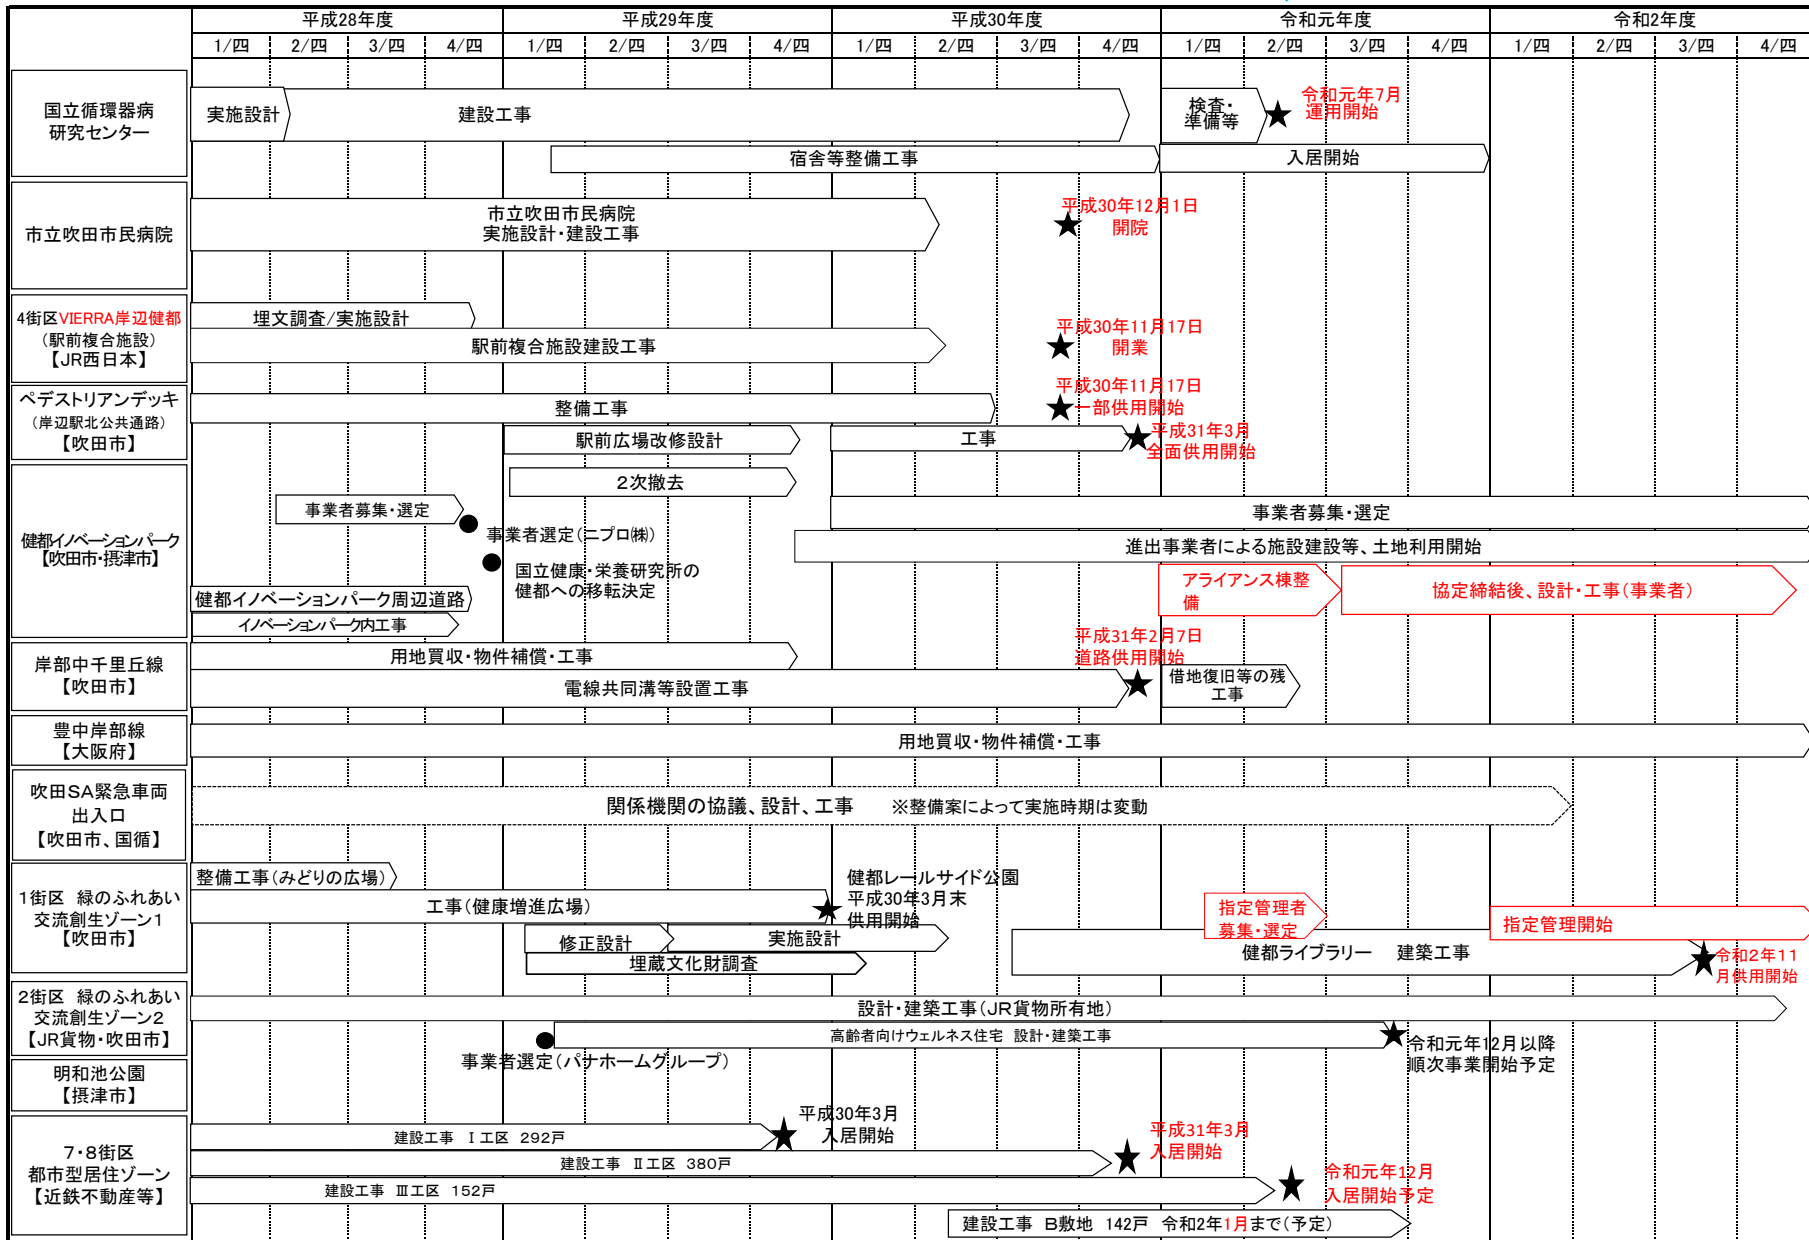 平成28年度
平成29年度
平成30年度
令和元年度
令和2年度
1/四
2/四
3/四
4/四
1/四
2/四
3/四
4/四
1/四
2/四
3/四
4/四
1/四
2/四
3/四
4/四
1/四
2/四
3/四
4/四
国立循環器病
研究センター
実施設計
建設工事
検査・
準備等
令和元年7月
運用開始
宿舎等整備工事
入居開始
市立吹田市民病院
市立吹田市民病院
実施設計・建設工事
平成30年12月1日
開院
4街区VIERRA岸辺健都
(駅前複合施設)
【JR西日本】
埋文調査/実施設計
駅前複合施設建設工事
平成30年11月17日
開業
ペデストリアンデッキ
(岸辺駅北公共通路)
【吹田市】
整備工事
平成30年11月17日
一部供用開始
駅前広場改修設計
工事
平成31年3月
全面供用開始
健都イノベーションパーク
【吹田市・摂津市】
2次撤去
事業者募集・選定
事業者選定(ニプロ㈱)
国立健康・栄養研究所の
健都への移転決定
事業者募集・選定
進出事業者による施設建設等、土地利用開始
アライアンス棟整
備
協定締結後、設計・工事(事業者)
健都イノベーションパーク周辺道路
イノベーションパーク内工事
岸部中千里丘線
【吹田市】
用地買収・物件補償・工事
電線共同溝等設置工事
平成31年2月7日
道路供用開始
借地復旧等の残
工事
豊中岸部線
【大阪府】
用地買収・物件補償・工事
吹田SA緊急車両
出入口
【吹田市、国循】
関係機関の協議、設計、工事　※整備案によって実施時期は変動
1街区 緑のふれあい
交流創生ゾーン1
【吹田市】
整備工事(みどりの広場)
工事(健康増進広場)
健都レールサイド公園
平成30年3月末
供用開始
修正設計
実施設計
埋蔵文化財調査
指定管理者
募集・選定
指定管理開始
健都ライブラリー　建築工事
令和2年11
月供用開始
2街区 緑のふれあい
交流創生ゾーン2
【JR貨物・吹田市】
設計・建築工事(JR貨物所有地)
高齢者向けウェルネス住宅 設計・建築工事
事業者選定(パナホームグループ)
令和元年12月以降
順次事業開始予定
明和池公園
【摂津市】
7・8街区
都市型居住ゾーン
【近鉄不動産等】
建設工事 Ⅰ工区 292戸
平成30年3月
入居開始
建設工事 Ⅱ工区 380戸
平成31年3月
入居開始
建設工事 Ⅲ工区 152戸
令和元年12月
入居開始予定
建設工事 B敷地 142戸 令和2年1月まで(予定)